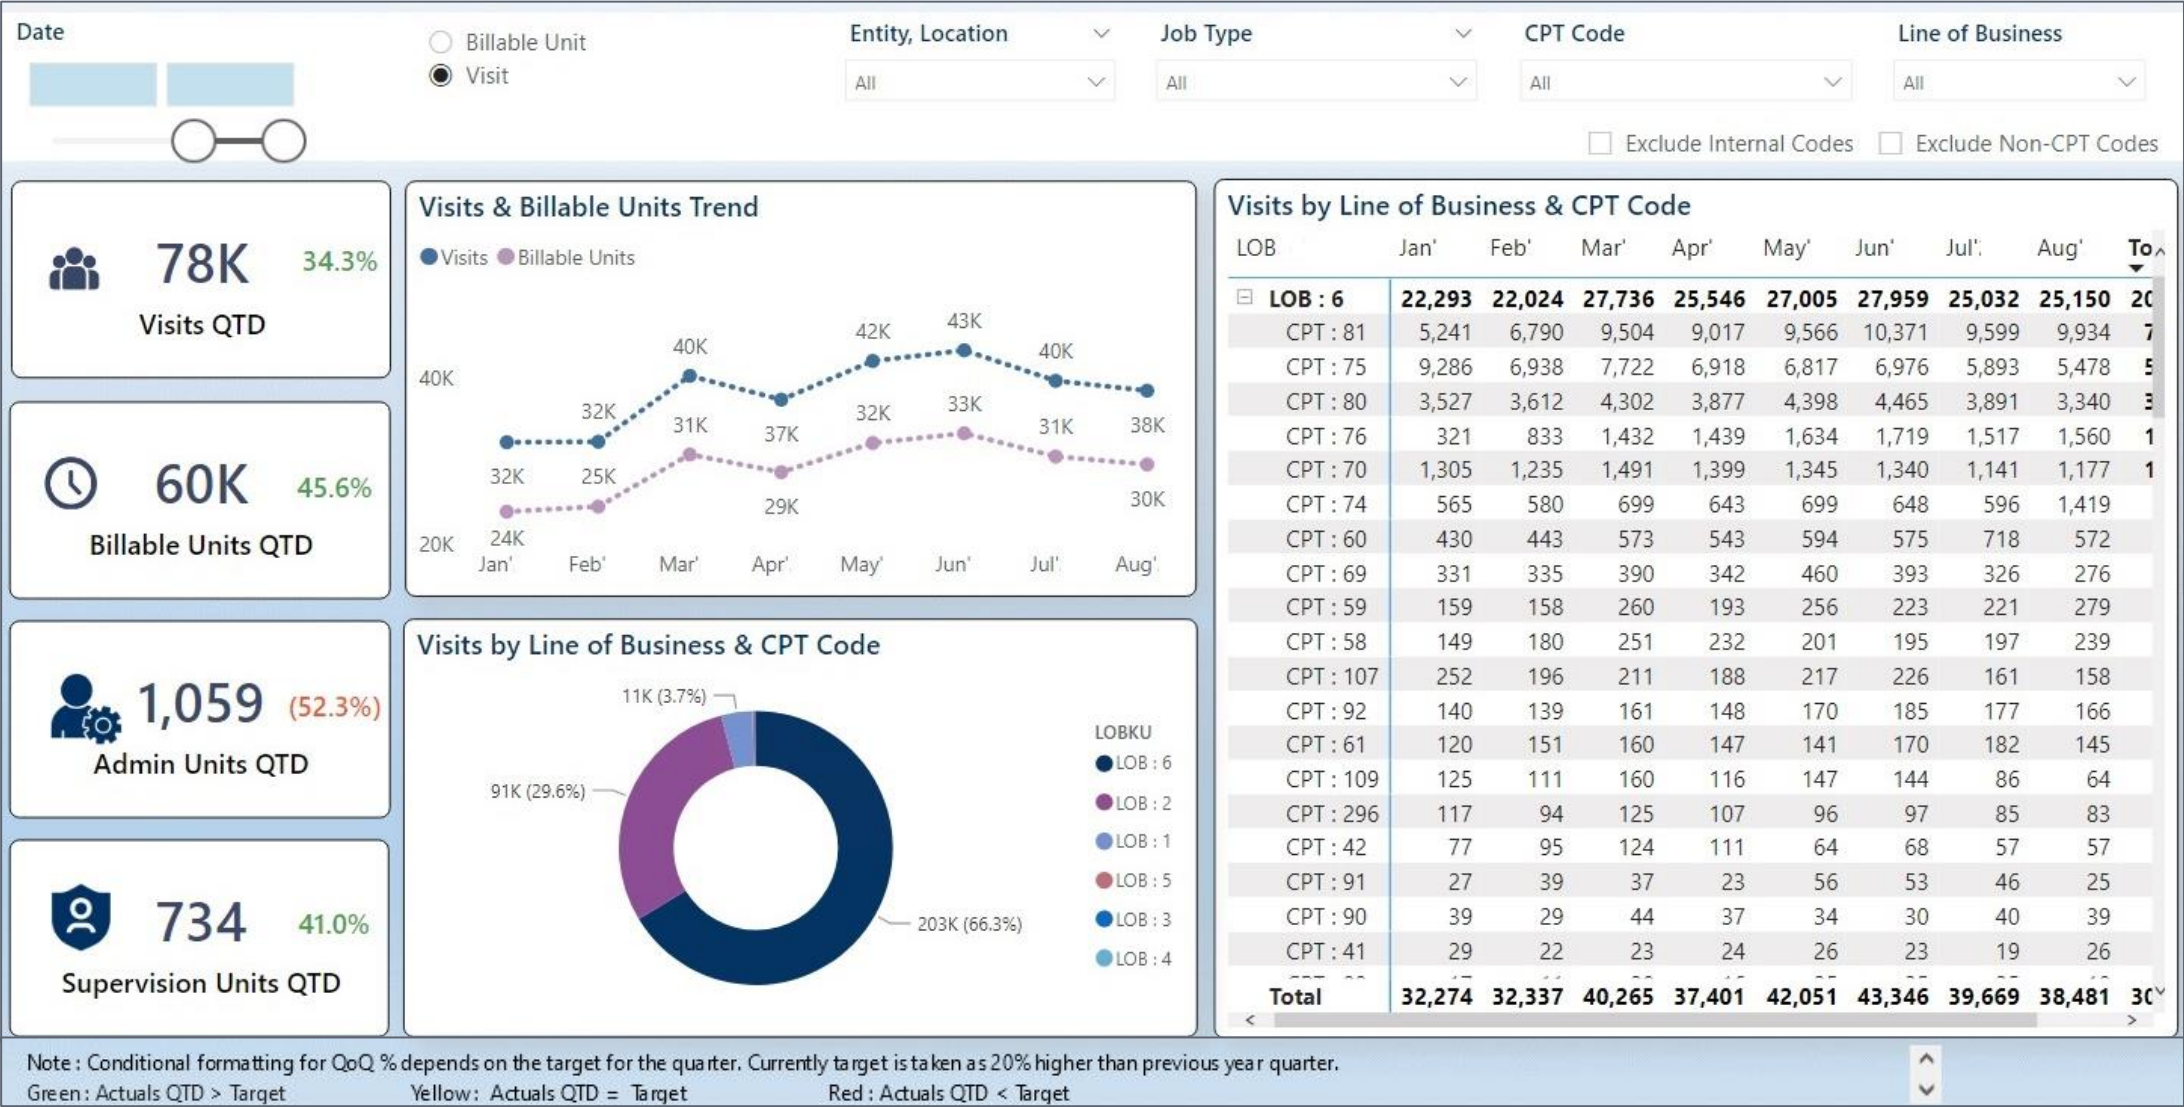 Date
Billable Unit
Visit
Entity, Location
All
Job Type
All
CPT Code
All
Line of Business
All
Exclude Internal Codes
Exclude Non-CPT Codes
78K 34.3%
Visits QTD
60K 45.6%
Billable Units QTD
1,059 (52.3%)
Admin Units QTD
734 41.0%
Supervision Units QTD
Visits & Billable Units Trend
Visits Billable Units
43K
42K
40K 40K
40K
33K
32K 32K
31K 37K 31K 38K
32K 25K
29K 30K
24K
20K
Jan' Feb' Mar' Apr' May' Jun' Jul' Aug'
Visits by Line of Business & CPT Code
11K (3.7%)
91K (29.6%)
203K (66.3%)
LOBKU
LOB : 6
LOB : 2
LOB : 1
LOB : 5
LOB : 3
LOB : 4
Visits by Line of Business & CPT Code
LOB Jan' Feb' Mar' Apr' May' Jun' Jul' Aug' To
LOB : 6 22,293 22,024 27,736 25,546 27,005 27,959 25,032 25,150 20
CPT : 81 5,241 6,790 9,504 9,017 9,566 10,371 9,599 9,934 7
CPT : 75 9,286 6,938 7,722 6,918 6,817 6,976 5,893 5,478 5
CPT : 80 3,527 3,612 4,302 3,877 4,398 4,465 3,891 3,340 3
CPT : 76 321 833 1,432 1,439 1,634 1,719 1,517 1,560 1
CPT : 70 1,305 1,235 1,491 1,399 1,345 1,340 1,141 1,177 1
CPT : 74 565 580 699 643 699 648 596 1,419
CPT : 60 430 443 573 543 594 575 718 572
CPT : 69 331 335 390 342 460 393 326 276
CPT : 59 159 158 260 193 256 223 221 279
CPT : 58 149 180 251 232 201 195 197 239
CPT : 107 252 196 211 188 217 226 161 158
CPT : 92 140 139 161 148 170 185 177 166
CPT : 61 120 151 160 147 141 170 182 145
CPT : 109 125 111 160 116 147 144 86 64
CPT : 296 117 94 125 107 96 97 85 83
CPT : 42 77 95 124 111 64 68 57 57
CPT : 91 27 39 37 23 56 53 46 25
CPT : 90 39 29 44 37 34 30 40 39
CPT : 41 29 22 23 24 26 23 19 26
Total 32,274 32,337 40,265 37,401 42,051 43,346 39,669 38,481 30
Note : Conditional formatting for QoQ % depends on the target for the quarter. Currently target is taken as 20% higher than previous year quarter.
Green : Actuals QTD > Target Yellow : Actuals QTD = Target Red : Actuals QTD < Target